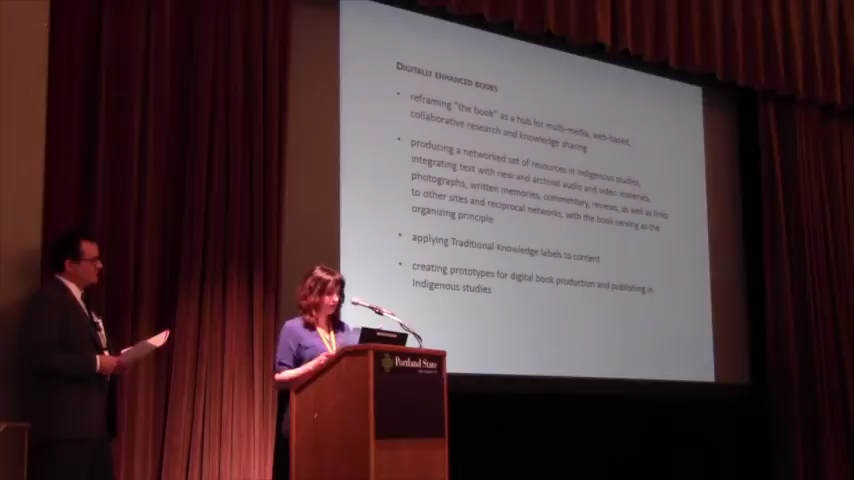 DIGITALLY ENHANCED BOOKS
• reframing "the book" as a hub for multi-media, web-based,
collaborative research and knowledge sharing
• producing a networked set of resources in indigenous studies,
integrating text with new and archival audio and video materials,
photographs, written memories, commentary, reviews, as well as links
to other sites and reciprocal networks, with the book serving as the
organizing principle
• applying Traditional Knowledge labels to content
• creating prototypes for digital book production and publishing in
Indigenous studies
Portland State
UNIVERSITY